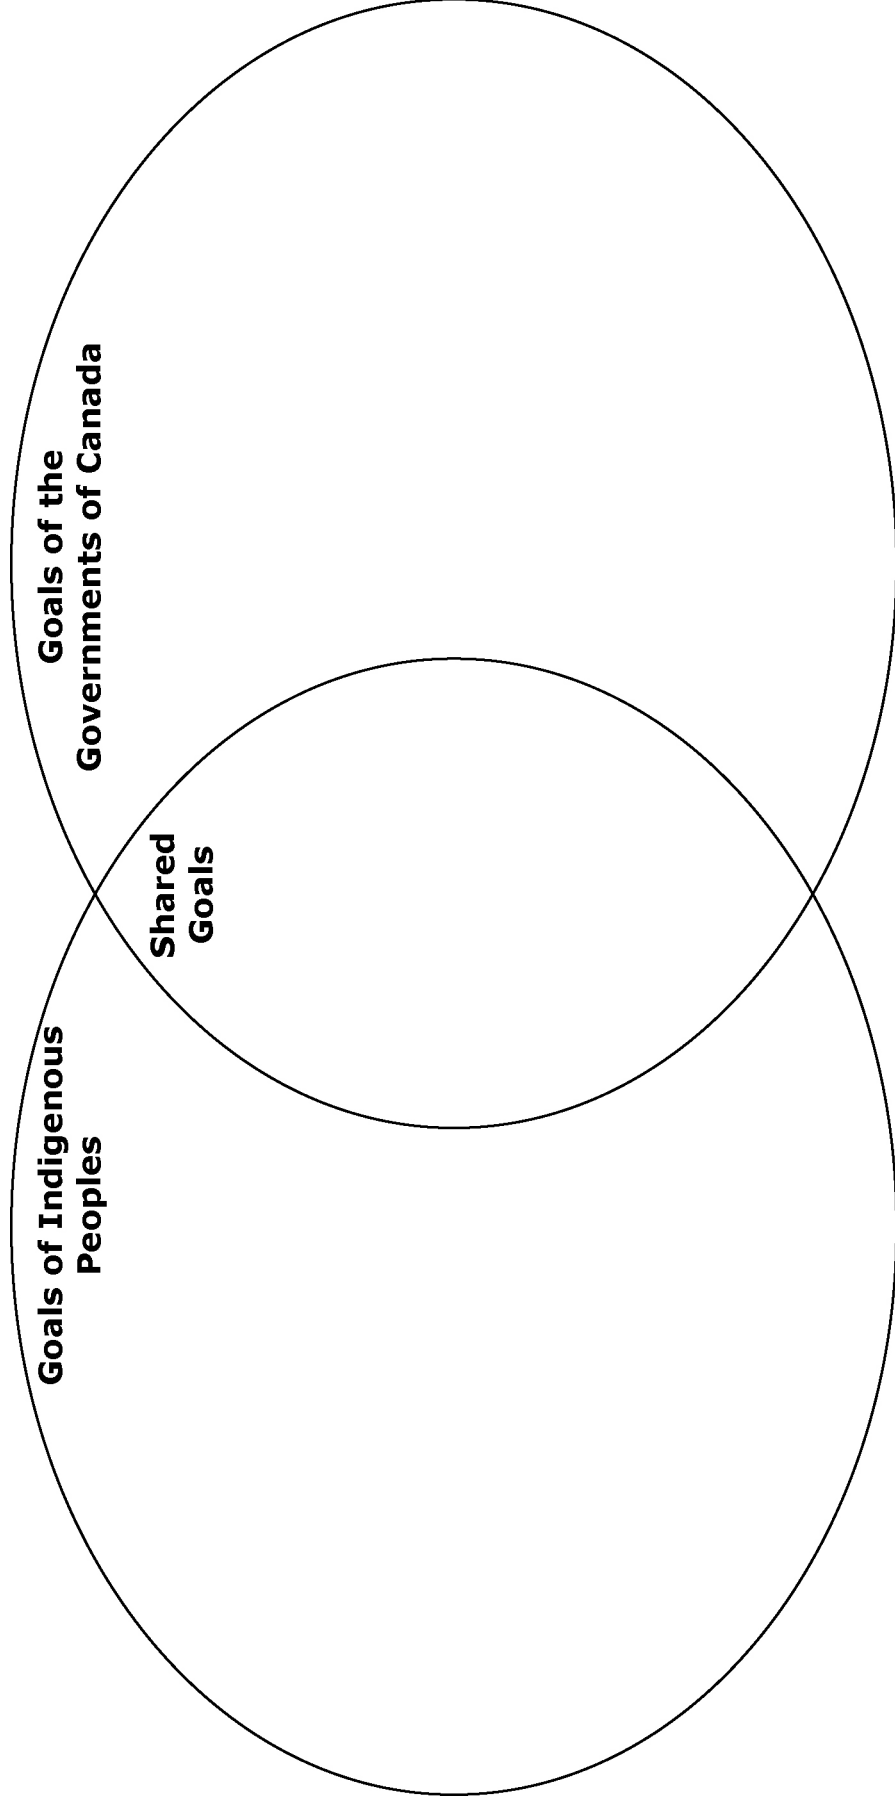 Goals of Indigenous
Peoples
Shared
Goals
Goals of the
Governments of Canada